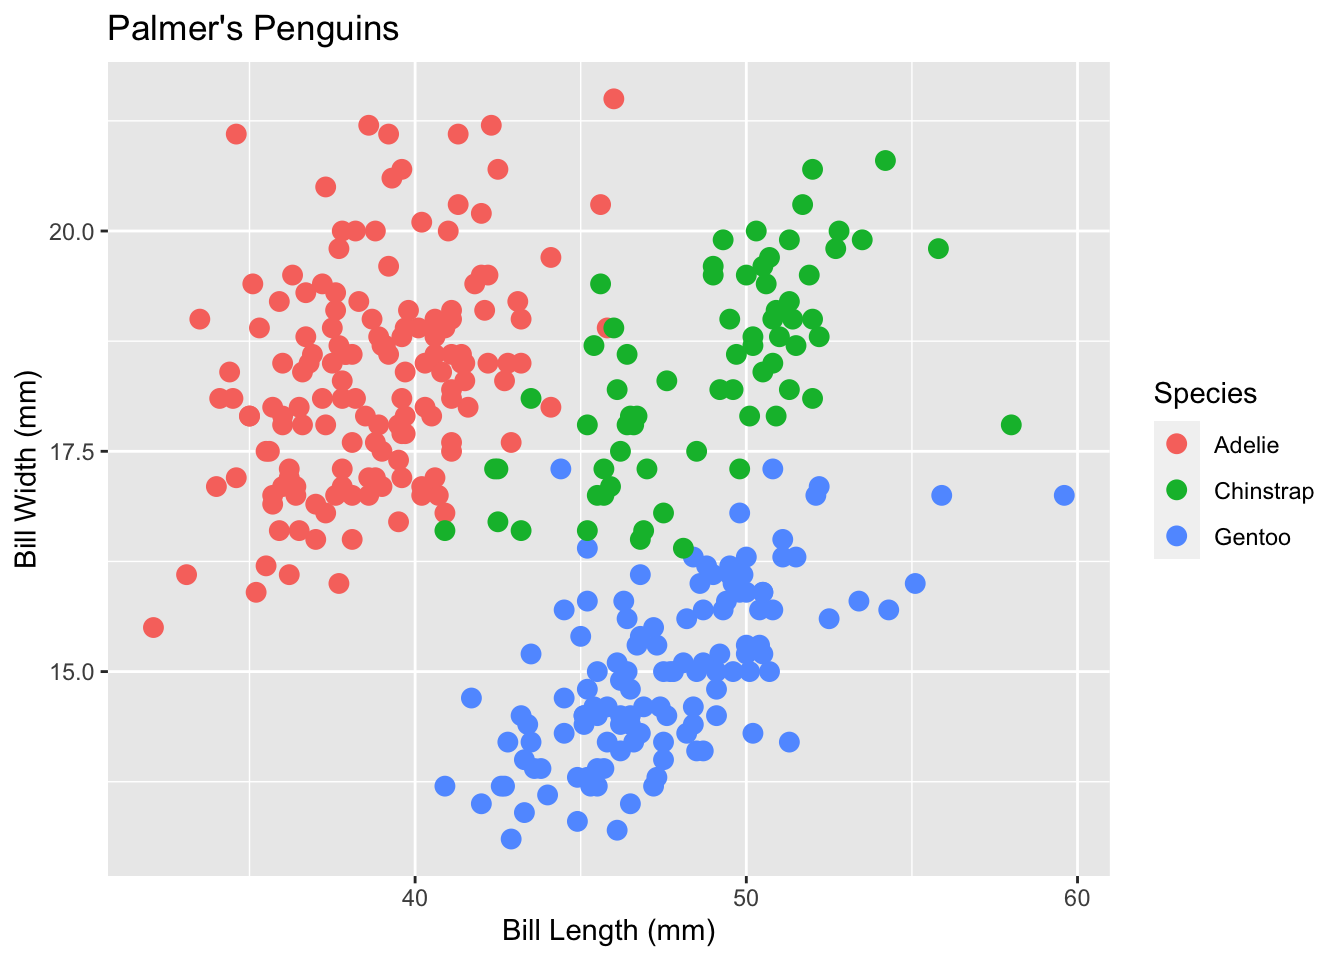 Palmer's Penguins
20.0
17.5
15.0
Bill Width (mm)
40
50
60
Bill Length (mm)
Species
Adelie
Chinstrap
Gentoo